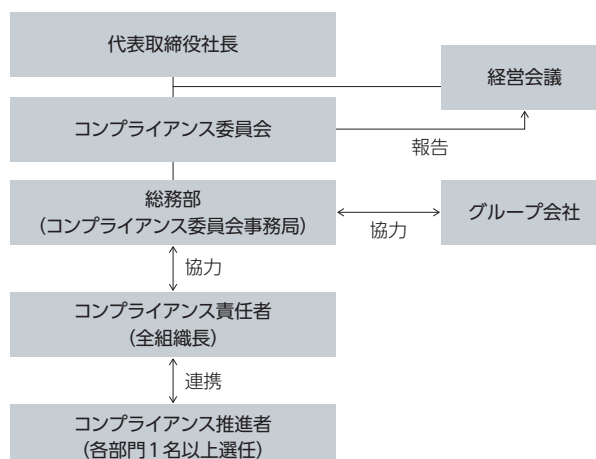 代表取締役社長
経営会議
コンプライアンス委員会
報告
総務部
（コンプライアンス委員会事務局）
協力
グループ会社
協力
コンプライアンス責任者
（全組織長）
連携
コンプライアンス推進者
（各部門1名以上選任）